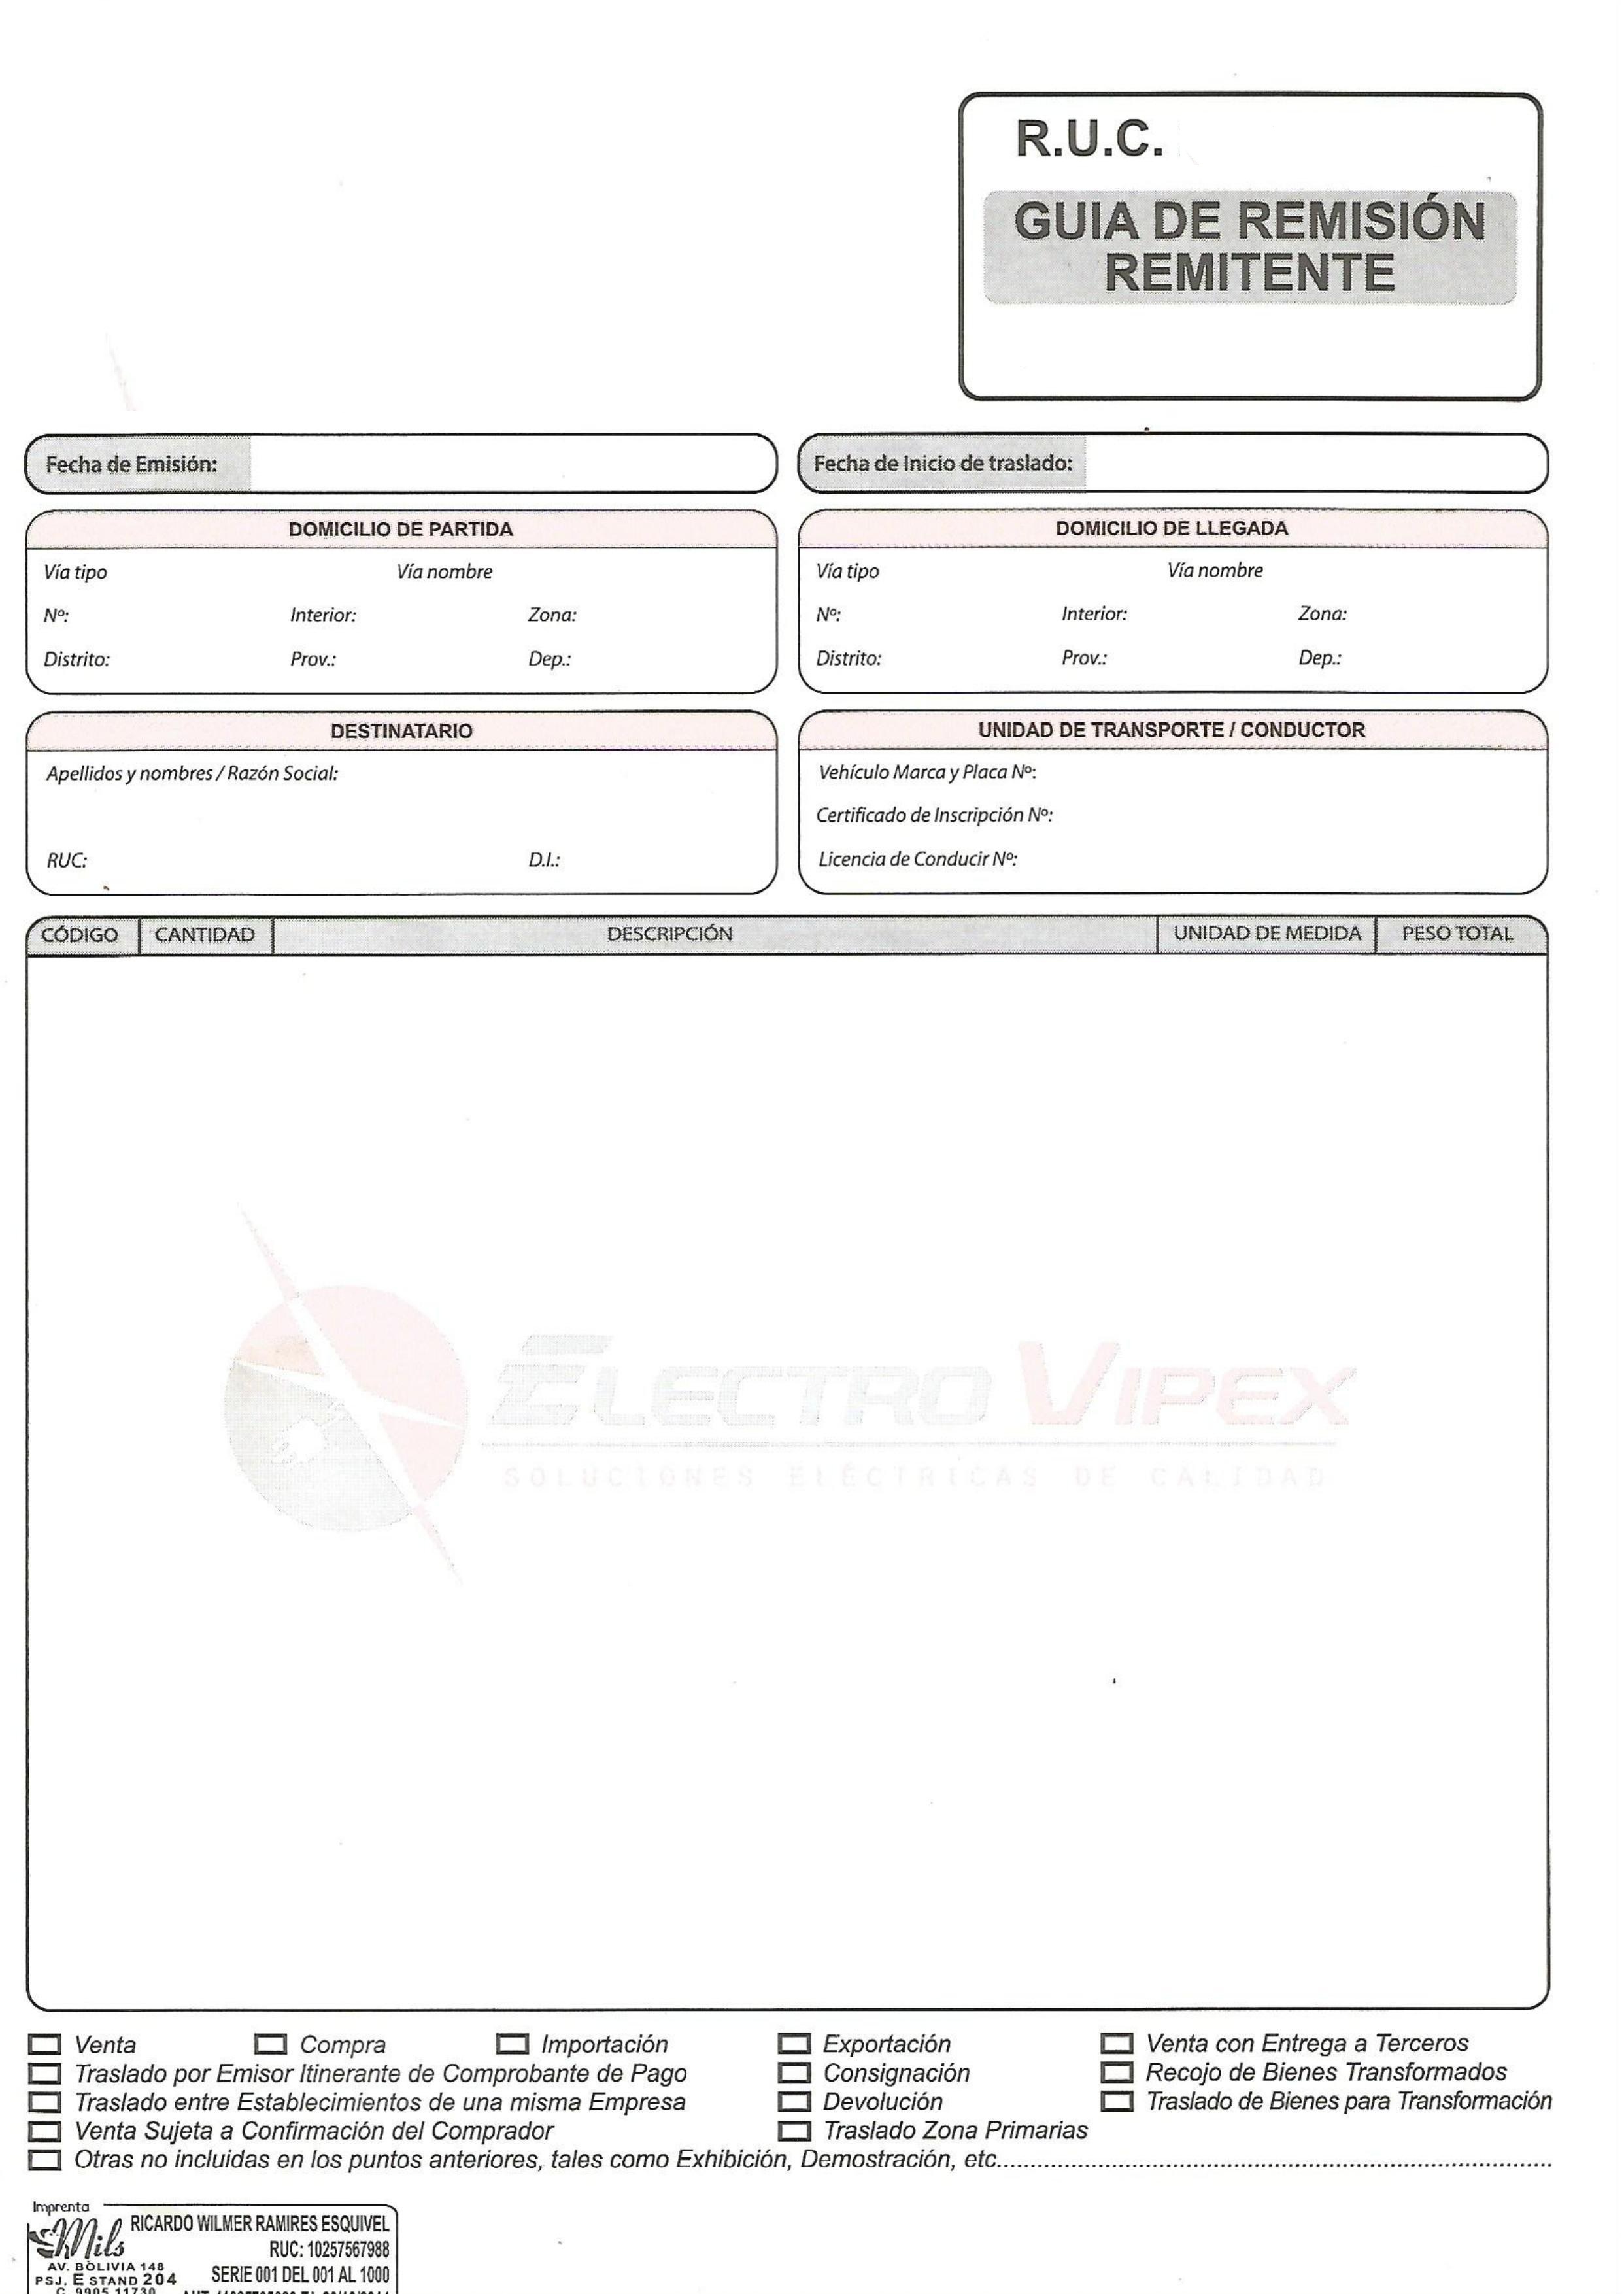 R.U.C.
GUIA DE REMISIÓN
REMITENTE
Fecha de Emisión:
Fecha de Inicio de traslado:
DOMICILIO DE PARTIDA
Vía tipo Vía nombre
Nº: Interior: Zona:
Distrito: Prov.: Dep.:
DOMICILIO DE LLEGADA
Vía tipo Vía nombre
Nº: Interior: Zona:
Distrito: Prov.: Dep.:
DESTINATARIO
Apellidos y nombres / Razón Social:
RUC: D.I.:
UNIDAD DE TRANSPORTE / CONDUCTOR
Vehículo Marca y Placa Nº:
Certificado de Inscripción Nº:
Licencia de Conducir Nº:
CÓDIGO CANTIDAD DESCRIPCIÓN UNIDAD DE MEDIDA PESO TOTAL
ELECTRO VIPEX
SOLUCIONES ELÉCTRICAS DE CALIDAD
Venta Compra Importación Exportación Venta con Entrega a Terceros
Traslado por Emisor Itinerante de Comprobante de Pago Consignación Recojo de Bienes Transformados
Traslado entre Establecimientos de una misma Empresa Devolución Traslado de Bienes para Transformación
Venta Sujeta a Confirmación del Comprador Traslado Zona Primarias
Otras no incluidas en los puntos anteriores, tales como Exhibición, Demostración, etc.
Imprenta
Mils
AV. BOLIVIA 148
PSJ. E STAND 204
C. 9905 11730
RICARDO WILMER RAMIRES ESQUIVEL
RUC: 10257567988
SERIE 001 DEL 001 AL 1000